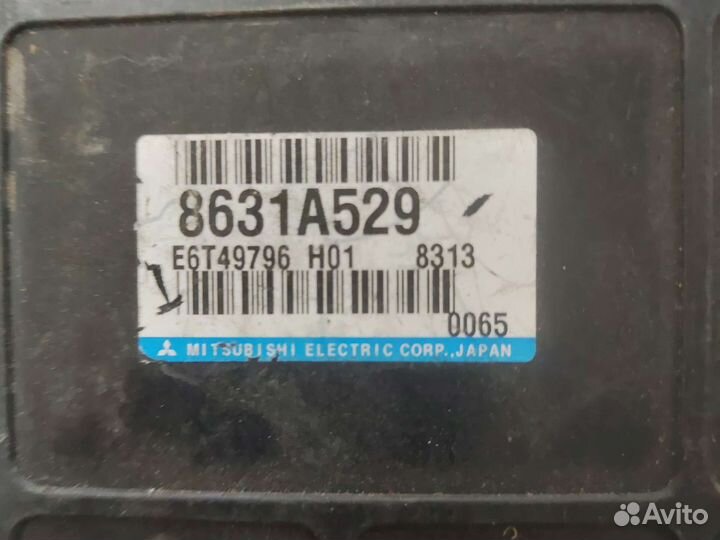 8631A529
E6T49796 H01 8313
0065
MITSUBISHI ELECTRIC CORP., JAPAN
Avito